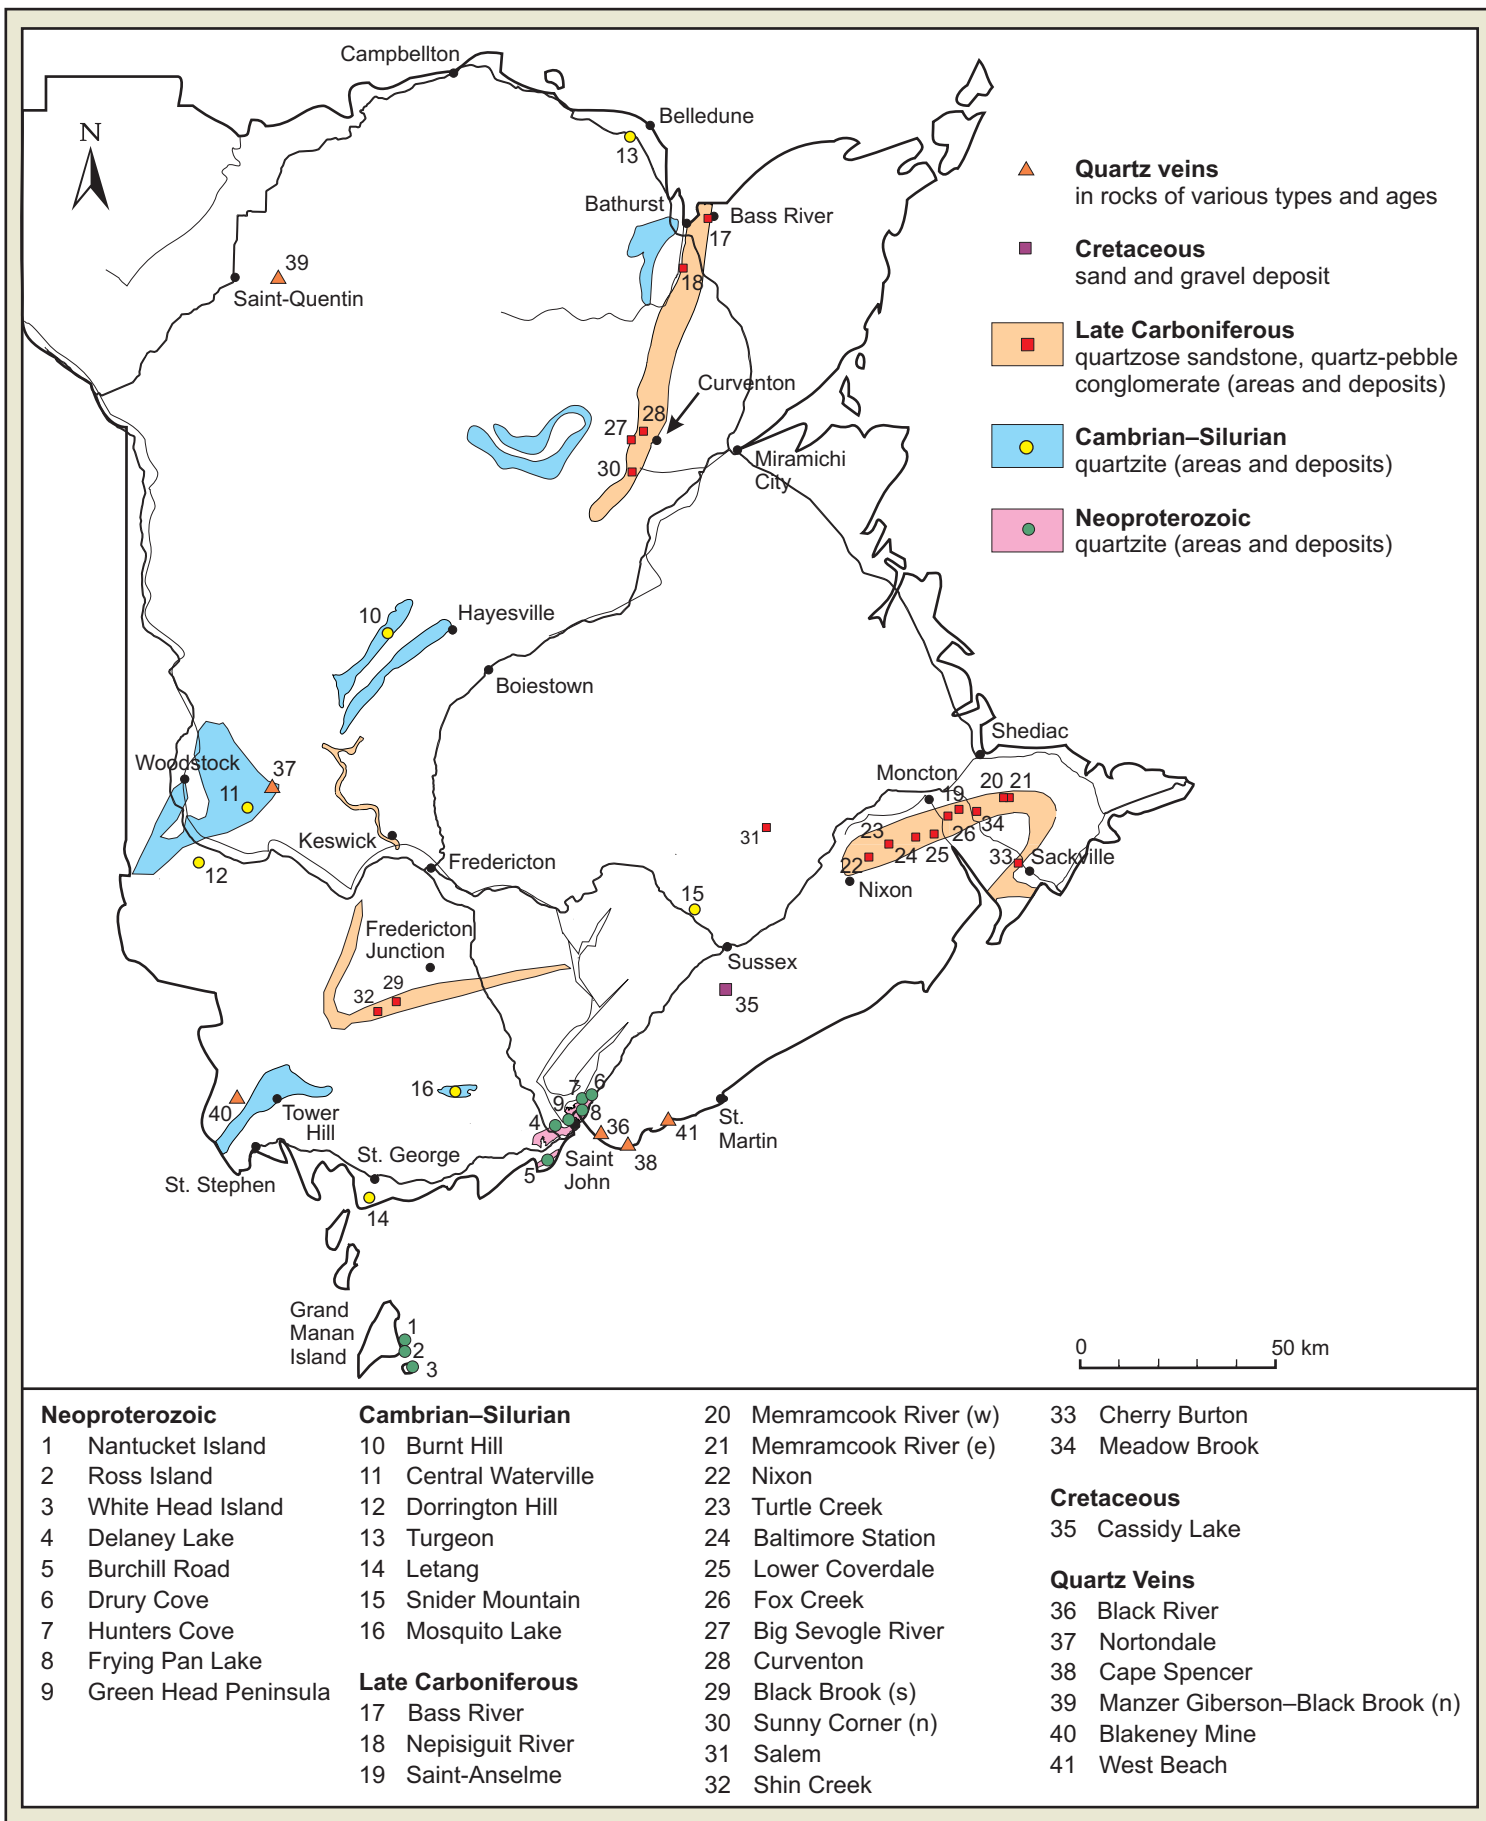 Campbellton
N
Belledune
13
Bathurst
Bass River
17
18
39
Saint-Quentin
Curventon
28
27
30
Miramichi
City
Quartz veins
in rocks of various types and ages
Cretaceous
sand and gravel deposit
Late Carboniferous
quartzose sandstone, quartz-pebble
conglomerate (areas and deposits)
Cambrian–Silurian
quartzite (areas and deposits)
Neoproterozoic
quartzite (areas and deposits)
10
Hayesville
Boiestown
Woodstock
37
11
12
Keswick
Fredericton
Shediac
Moncton
20 21
19
34
23
26
31
22
24
25
33
Sackville
Nixon
15
Sussex
35
Fredericton
Junction
29
32
16
40
Tower
Hill
7
6
9
8
4
36
41
St.
Martin
38
5
Saint
John
St. George
St. Stephen
14
Grand
Manan
Island
1
2
3
0
50 km
Neoproterozoic
1 Nantucket Island
2 Ross Island
3 White Head Island
4 Delaney Lake
5 Burchill Road
6 Drury Cove
7 Hunters Cove
8 Frying Pan Lake
9 Green Head Peninsula
Cambrian–Silurian
10 Burnt Hill
11 Central Waterville
12 Dorrington Hill
13 Turgeon
14 Letang
15 Snider Mountain
16 Mosquito Lake
Late Carboniferous
17 Bass River
18 Nepisiguit River
19 Saint-Anselme
20 Memramcook River (w)
21 Memramcook River (e)
22 Nixon
23 Turtle Creek
24 Baltimore Station
25 Lower Coverdale
26 Fox Creek
27 Big Sevogle River
28 Curventon
29 Black Brook (s)
30 Sunny Corner (n)
31 Salem
32 Shin Creek
33 Cherry Burton
34 Meadow Brook
Cretaceous
35 Cassidy Lake
Quartz Veins
36 Black River
37 Nortondale
38 Cape Spencer
39 Manzer Giberson–Black Brook (n)
40 Blakeney Mine
41 West Beach